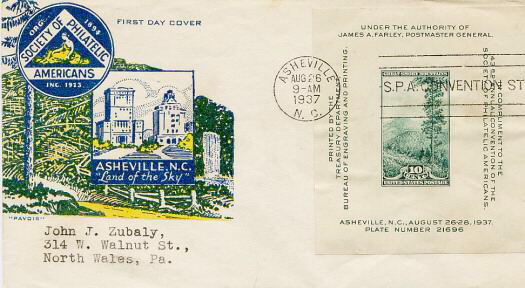 FIRST DAY COVER
ORG. 1894
SOCIETY OF PHILATELIC
AMERICANS
INC. 1923
ASHEVILLE, N.C.
"Land of the Sky"
"PAVOIS"
John J. Zubaly,
314 W. Walnut St.,
North Wales, Pa.
ASHEVILLE
AUG 26
9-AM
1937
N. C.
S.P.A. CONVENTION ST
UNDER THE AUTHORITY OF
JAMES A. FARLEY, POSTMASTER GENERAL.
PRINTED BY THE
TREASURY DEPARTMENT,
BUREAU OF ENGRAVING AND PRINTING.
GREAT SMOKY MOUNTAINS
10
CENTS
UNITED STATES POSTAGE
IN COMPLIMENT TO THE
43RD ANNUAL CONVENTION OF THE
SOCIETY OF PHILATELIC AMERICANS.
ASHEVILLE, N.C., AUGUST 26-28, 1937.
PLATE NUMBER 21696